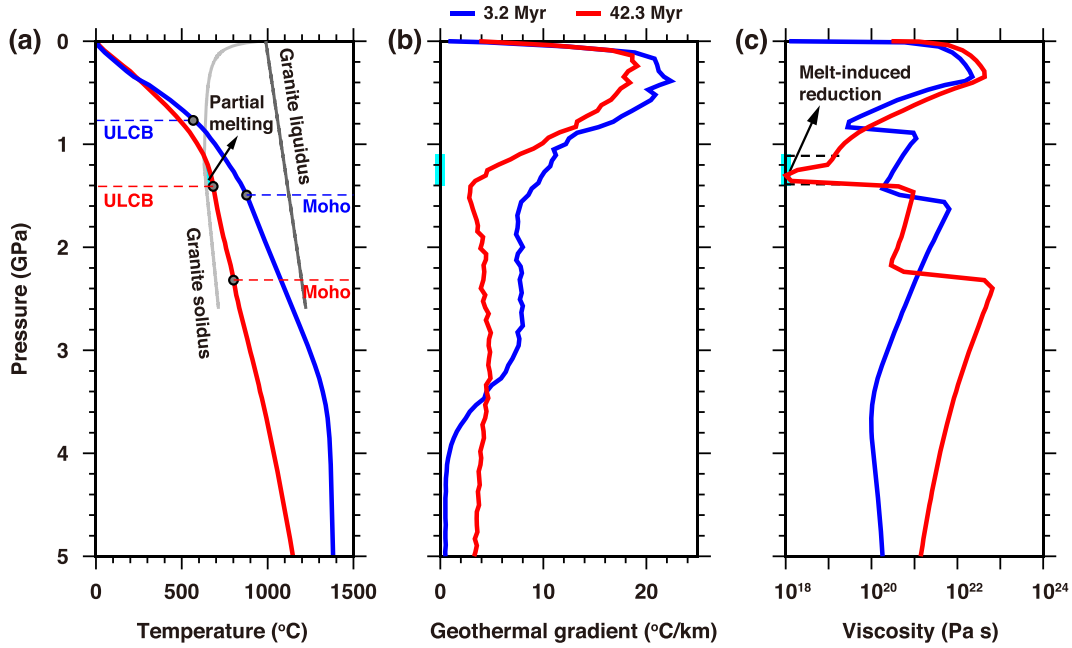 3.2 Myr
42.3 Myr
(a)
(b)
(c)
0
1
2
3
4
5
Pressure (GPa)
Granite liquidus
Partial
melting
ULCB
ULCB
Moho
Moho
Granite solidus
Melt-induced
reduction
0
500
1000
1500
0
10
20
10^18
10^20
10^22
10^24
Temperature (°C)
Geothermal gradient (°C/km)
Viscosity (Pa s)